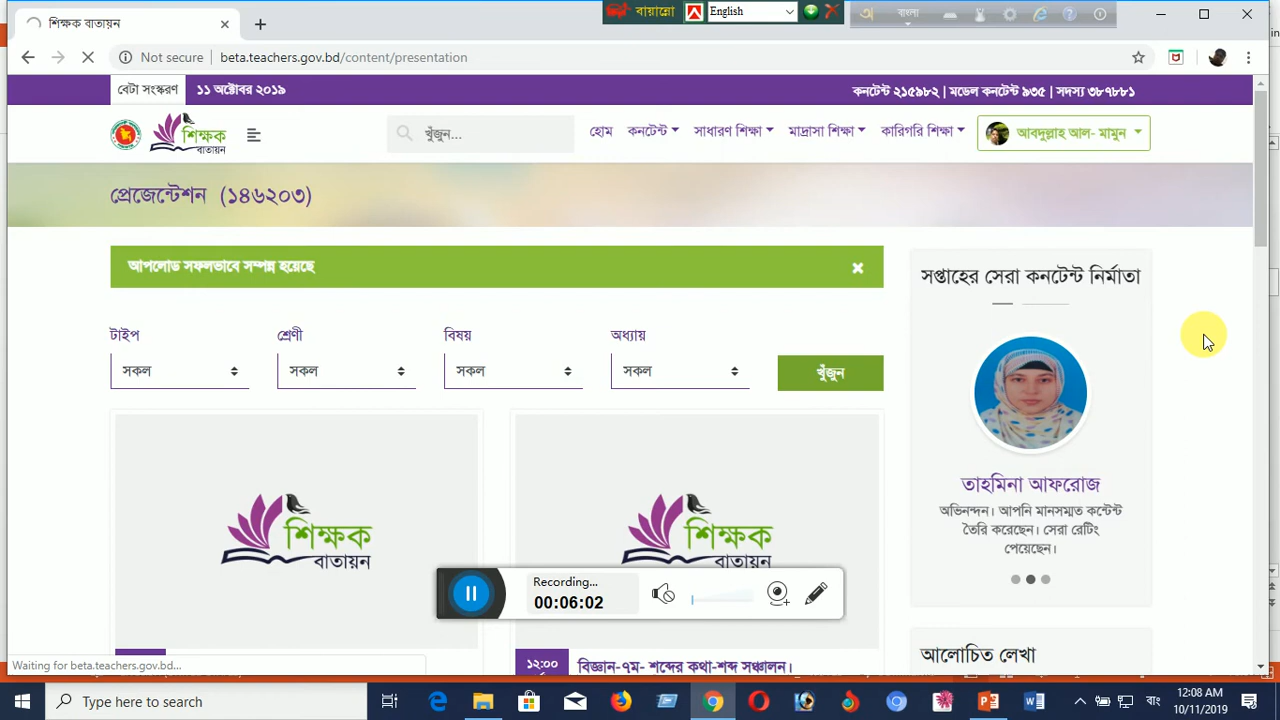 বায়ান্নো English বাংলা
শিক্ষক বাতায়ন
Not secure | beta.teachers.gov.bd/content/presentation
বেটা সংস্করণ ১১ অক্টোবর ২০১৯ কনটেন্ট ২১৫৯৮২ | মডেল কনটেন্ট ৯৩৫ | সদস্য ৩৮৭৮৮১
শিক্ষক বাতায়ন খুঁজুন... হোম কনটেন্ট সাধারণ শিক্ষা মাদ্রাসা শিক্ষা কারিগরি শিক্ষা আবদুল্লাহ আল- মামুন
প্রেজেন্টেশন (১৪৬২০৩)
আপলোড সফলভাবে সম্পন্ন হয়েছে
সপ্তাহের সেরা কনটেন্ট নির্মাতা
টাইপ শ্রেণী বিষয় অধ্যায়
সকল সকল সকল সকল খুঁজুন
তাহমিনা আফরোজ
অভিনন্দন। আপনি মানসম্মত কন্টেন্ট
তৈরি করেছেন। সেরা রেটিং
পেয়েছেন।
শিক্ষক বাতায়ন
শিক্ষক বাতায়ন
Recording...
00:06:02
আলোচিত লেখা
Waiting for beta.teachers.gov.bd...
১২:০০ বিজ্ঞান-৭ম- শব্দের কথা-শব্দ সঞ্চালন।
Type here to search
বাং
12:08 AM
10/11/2019